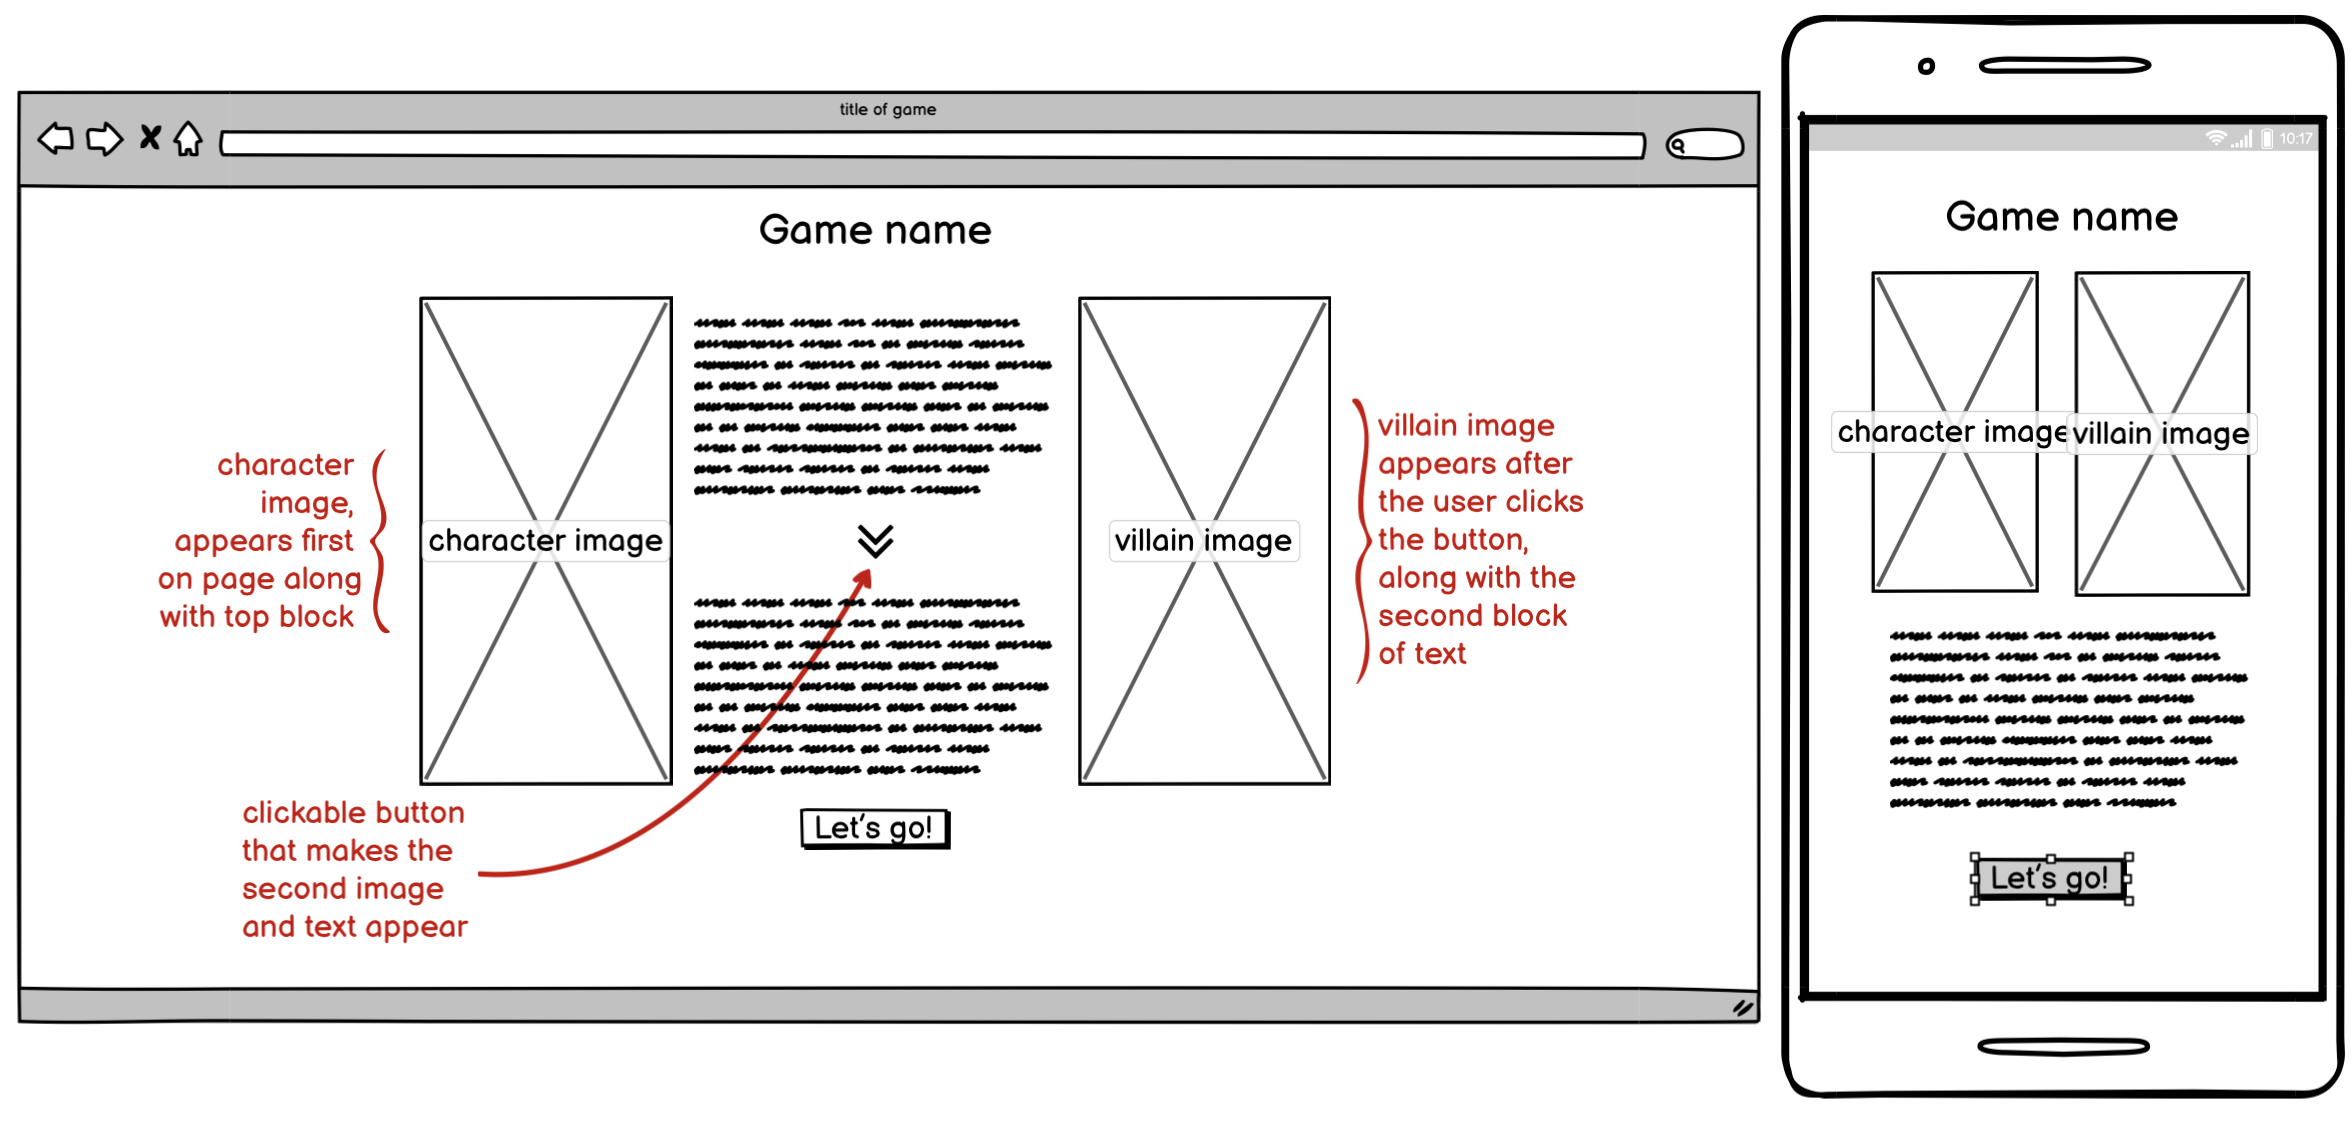 title of game
Game name
character image
villain image
character
image,
appears first
on page along
with top block
villain image
appears after
the user clicks
the button,
along with the
second block
of text
clickable button
that makes the
second image
and text appear
Let's go!
10:17
Game name
character image
villain image
Let's go!